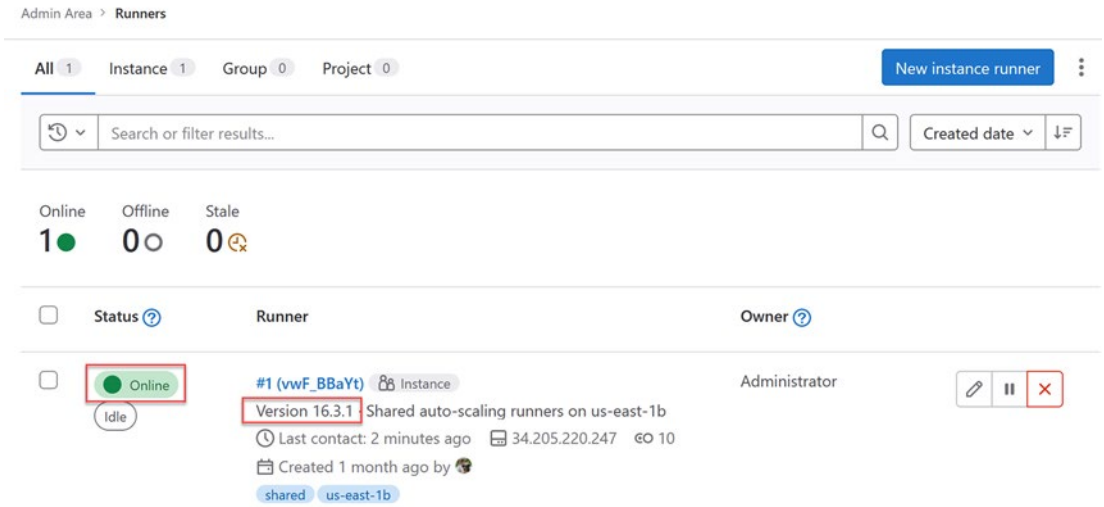 Admin Area > Runners
All 1 Instance 1 Group 0 Project 0 New instance runner
Search or filter results... Created date
Online Offline Stale
1 0 0
Status Runner Owner
Online #1 (vwF_BBaYt) Instance Administrator
Idle Version 16.3.1 · Shared auto-scaling runners on us-east-1b
Last contact: 2 minutes ago 34.205.220.247 10
Created 1 month ago by
shared us-east-1b